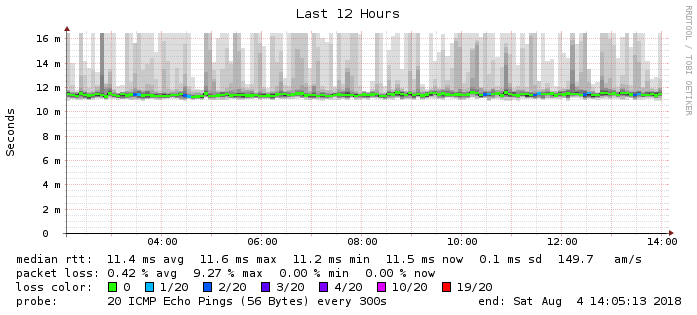 Last 12 Hours
RRDTOOL / TOBI OETIKER
Seconds
16 m
14 m
12 m
10 m
8 m
6 m
4 m
2 m
0
04:00 06:00 08:00 10:00 12:00 14:00
median rtt: 11.4 ms avg 11.6 ms max 11.2 ms min 11.5 ms now 0.1 ms sd 149.7 am/s
packet loss: 0.42 % avg 9.27 % max 0.00 % min 0.00 % now
loss color: 0 1/20 2/20 3/20 4/20 10/20 19/20
probe: 20 ICMP Echo Pings (56 Bytes) every 300s end: Sat Aug 4 14:05:13 2018